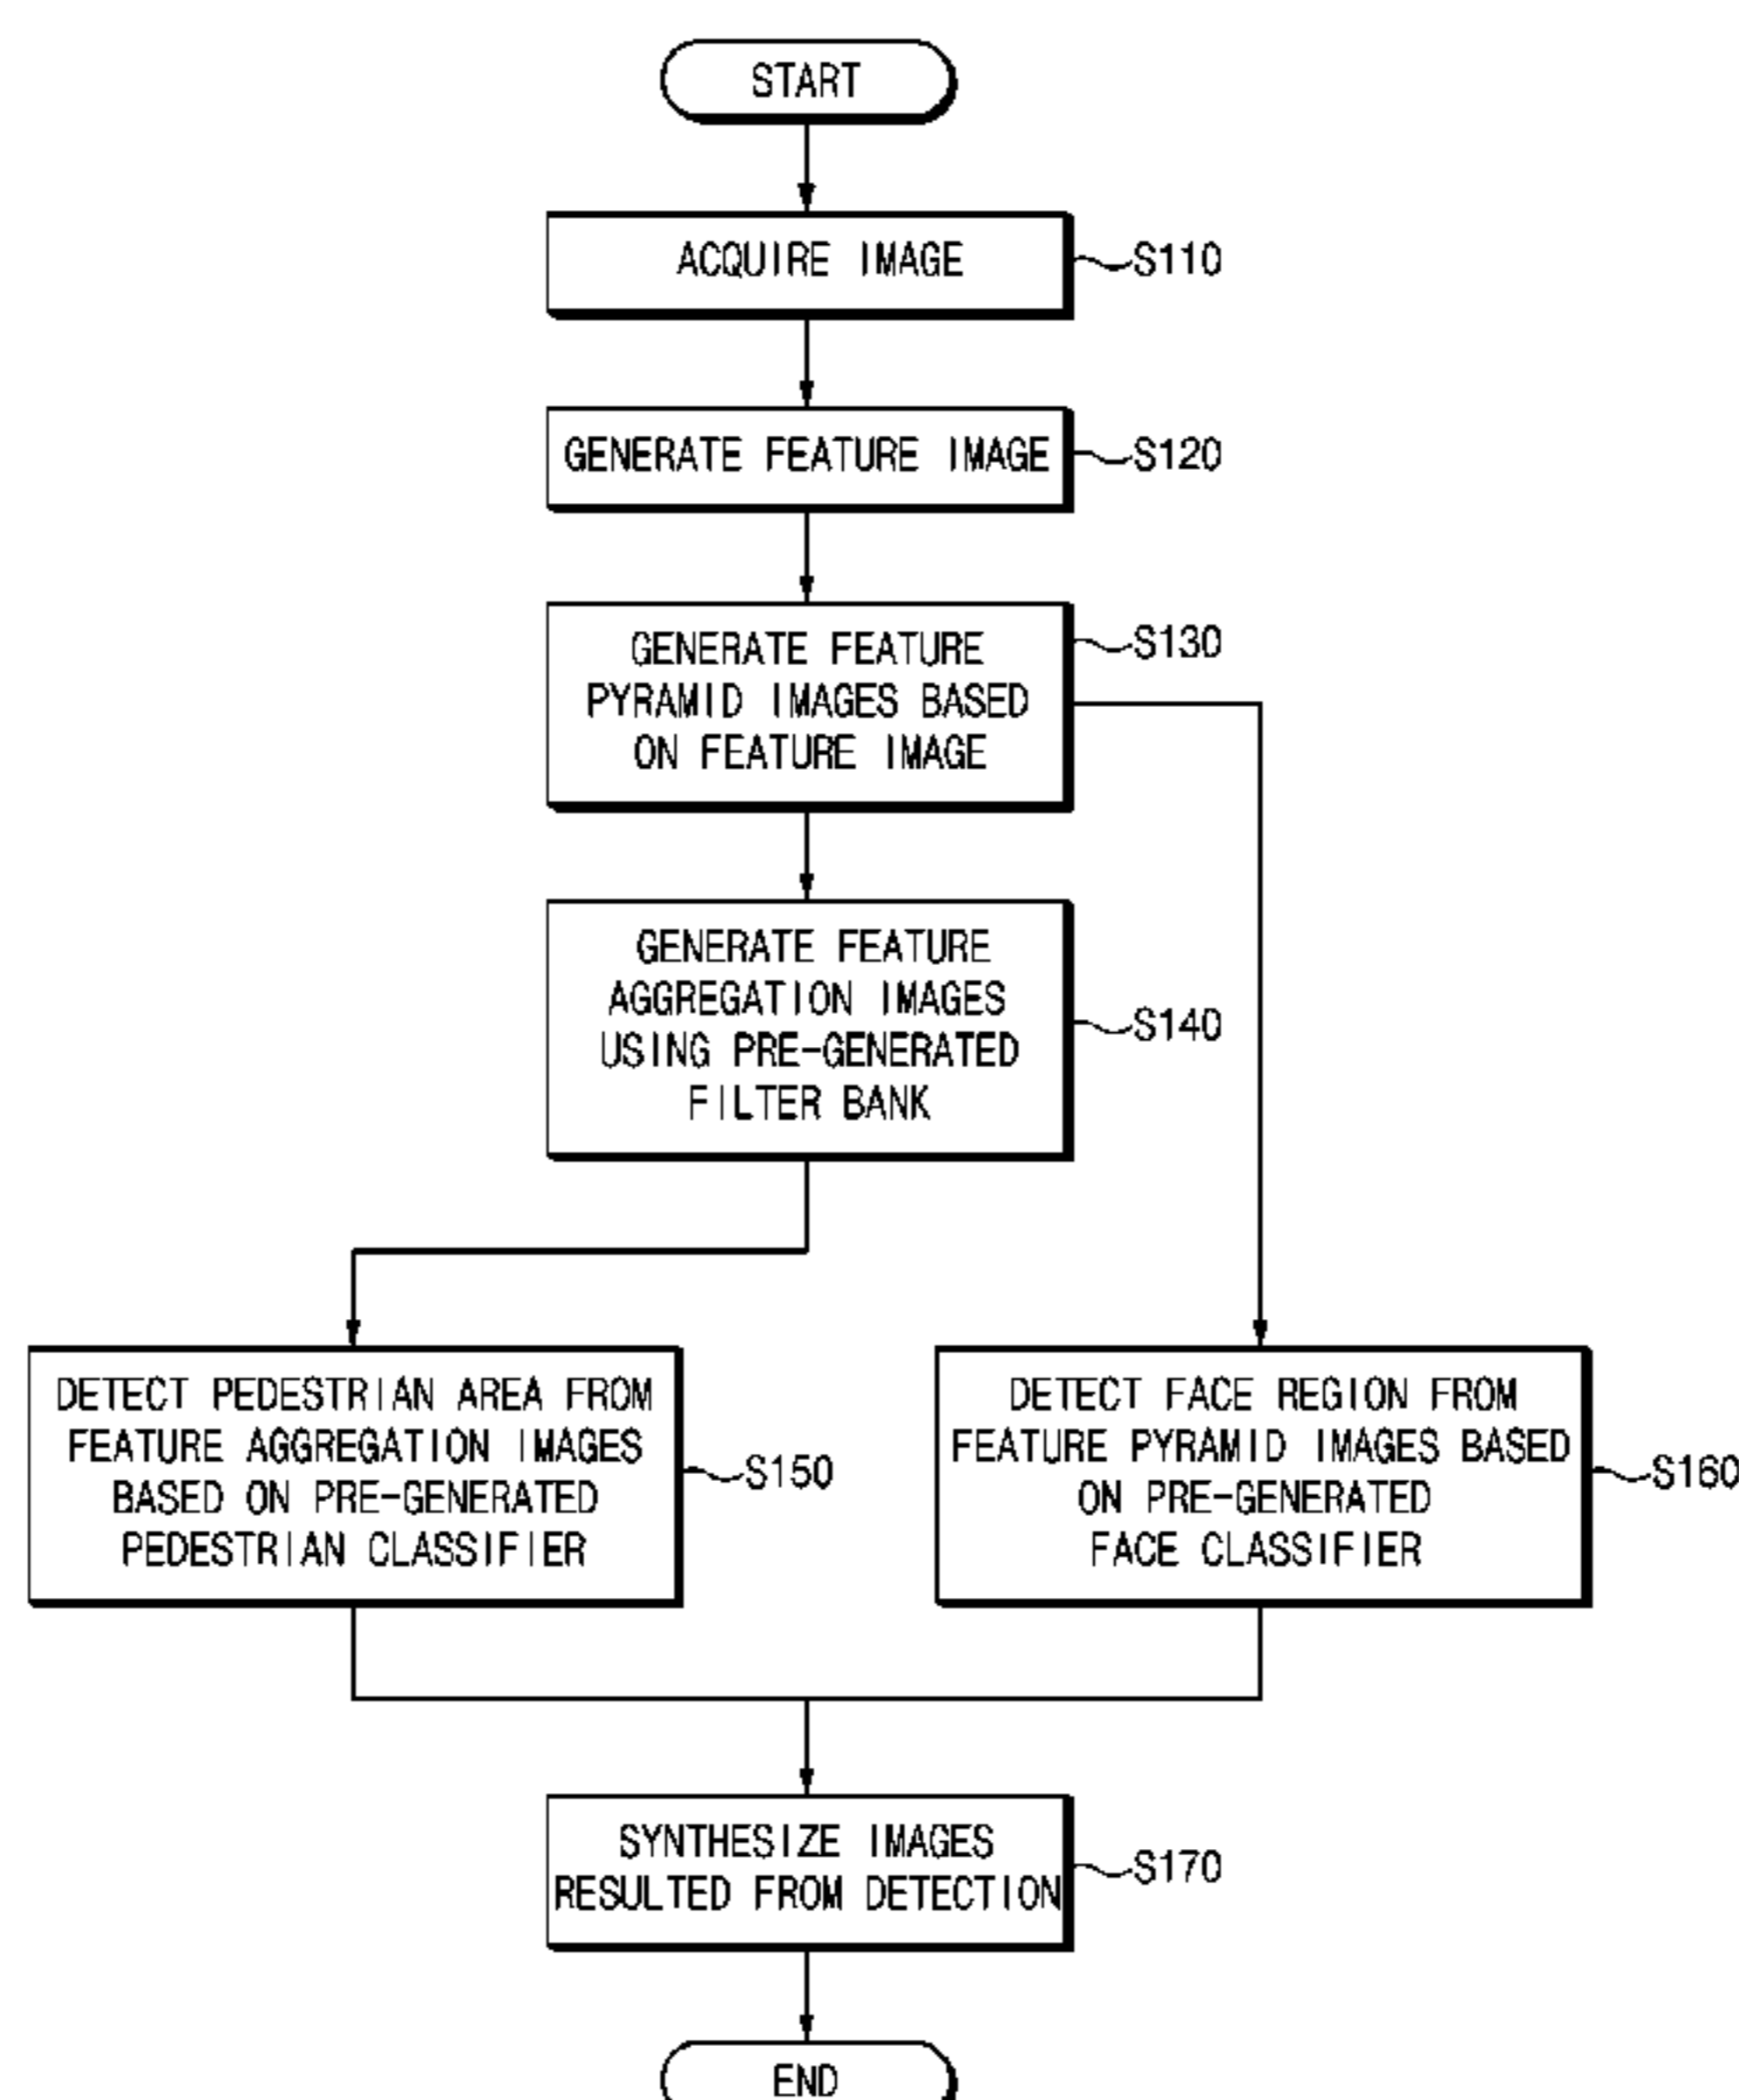 START
ACQUIRE IMAGE
S110
GENERATE FEATURE IMAGE
S120
GENERATE FEATURE
PYRAMID IMAGES BASED
ON FEATURE IMAGE
S130
GENERATE FEATURE
AGGREGATION IMAGES
USING PRE-GENERATED
FILTER BANK
S140
DETECT PEDESTRIAN AREA FROM
FEATURE AGGREGATION IMAGES
BASED ON PRE-GENERATED
PEDESTRIAN CLASSIFIER
S150
DETECT FACE REGION FROM
FEATURE PYRAMID IMAGES BASED
ON PRE-GENERATED
FACE CLASSIFIER
S160
SYNTHESIZE IMAGES
RESULTED FROM DETECTION
S170
END